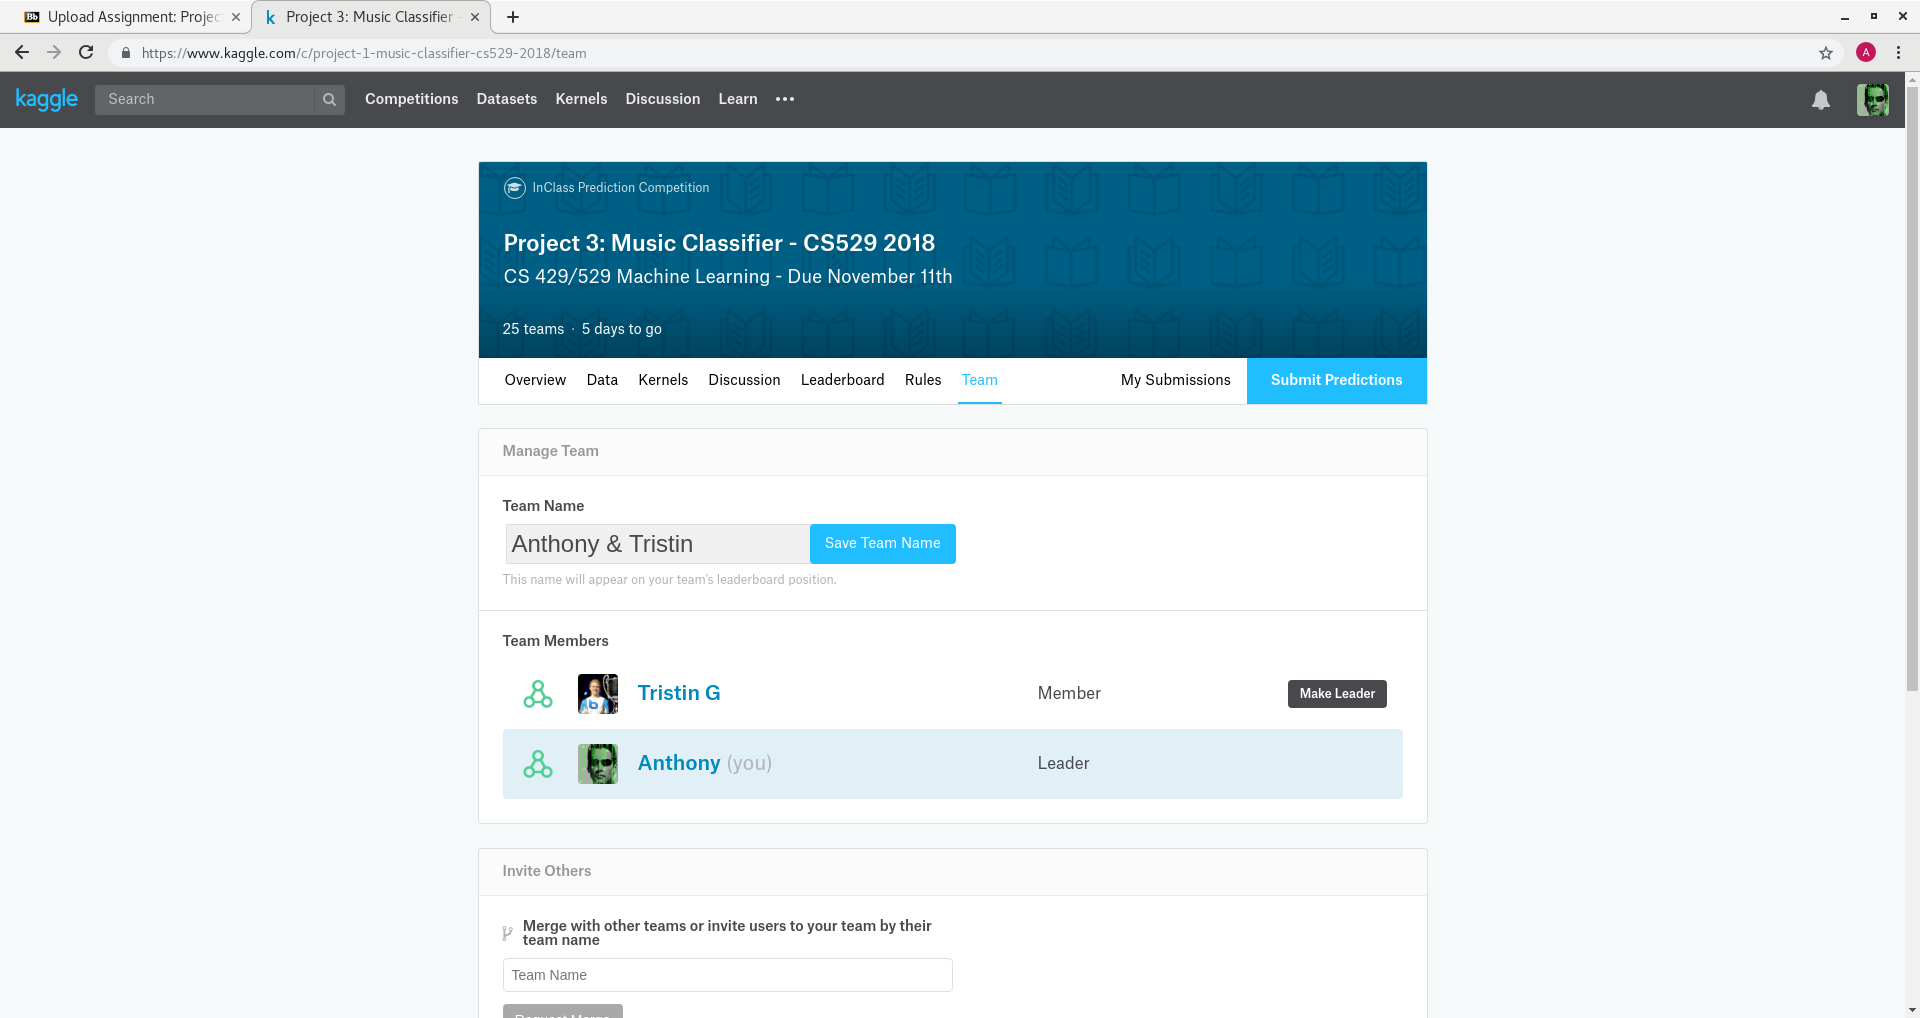 Upload Assignment: Projec
Project 3: Music Classifier -
https://www.kaggle.com/c/project-1-music-classifier-cs529-2018/team
A
kaggle
Search
Competitions Datasets Kernels Discussion Learn •••
InClass Prediction Competition
Project 3: Music Classifier - CS529 2018
CS 429/529 Machine Learning - Due November 11th
25 teams · 5 days to go
Overview Data Kernels Discussion Leaderboard Rules Team My Submissions Submit Predictions
Manage Team
Team Name
Anthony & Tristin Save Team Name
This name will appear on your team's leaderboard position.
Team Members
Tristin G Member Make Leader
Anthony (you) Leader
Invite Others
Merge with other teams or invite users to your team by their
team name
Team Name
Request Merge